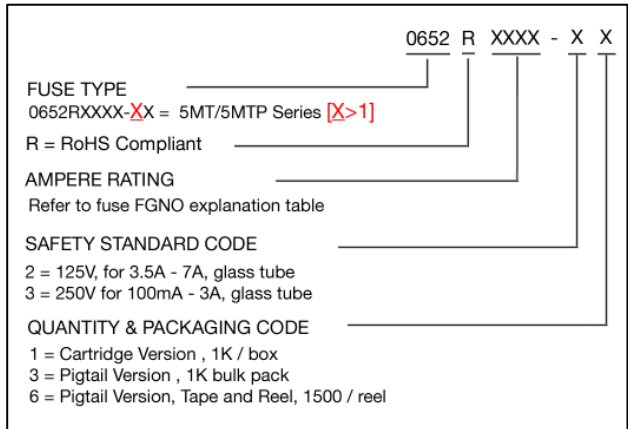 0652 R XXXX - X X
FUSE TYPE
0652RXXXX-XX = 5MT/5MTP Series [X>1]
R = RoHS Compliant
AMPERE RATING
Refer to fuse FGNO explanation table
SAFETY STANDARD CODE
2 = 125V, for 3.5A - 7A, glass tube
3 = 250V for 100mA - 3A, glass tube
QUANTITY & PACKAGING CODE
1 = Cartridge Version , 1K / box
3 = Pigtail Version , 1K bulk pack
6 = Pigtail Version, Tape and Reel, 1500 / reel